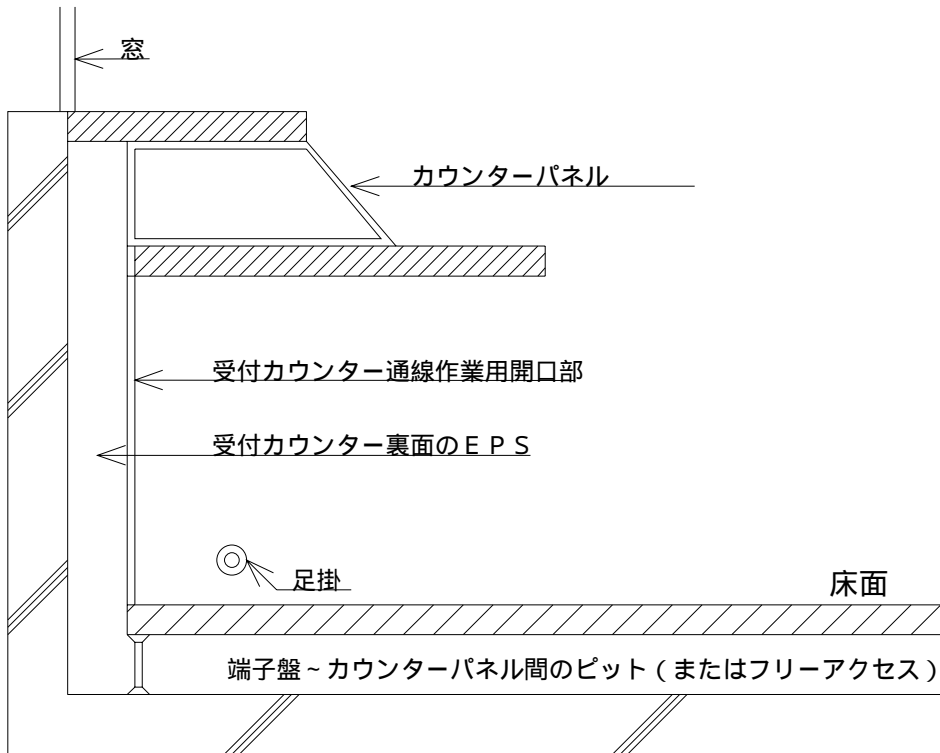 窓
カウンターパネル
受付カウンター通線作業用開口部
受付カウンター裏面のＥＰＳ
足掛
床面
端子盤～カウンターパネル間のピット（またはフリーアクセス）